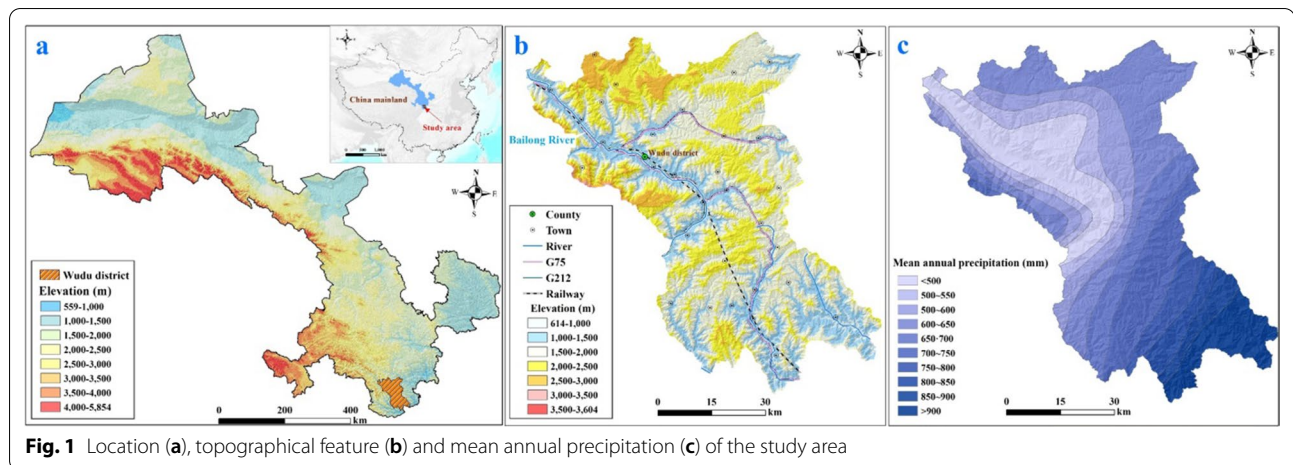 a
N
W E
S
China mainland
Study area
N
W E
S
Wudu district
Elevation (m)
559-1,000
1,000-1,500
1,500-2,000
2,000-2,500
2,500-3,000
3,000-3,500
3,500-4,000
4,000-5,854
0 200 400
km
b
N
W E
S
Bailong River
Wudu district
County
Town
River
G75
G212
Railway
Elevation (m)
614-1,000
1,000-1,500
1,500-2,000
2,000-2,500
2,500-3,000
3,000-3,500
3,500-3,604
0 15 30
km
c
N
W E
S
Mean annual precipitation (mm)
<500
500~550
500~600
600~650
650~700
700~750
750~800
800~850
850~900
>900
0 15 30
km
Fig. 1 Location (a), topographical feature (b) and mean annual precipitation (c) of the study area